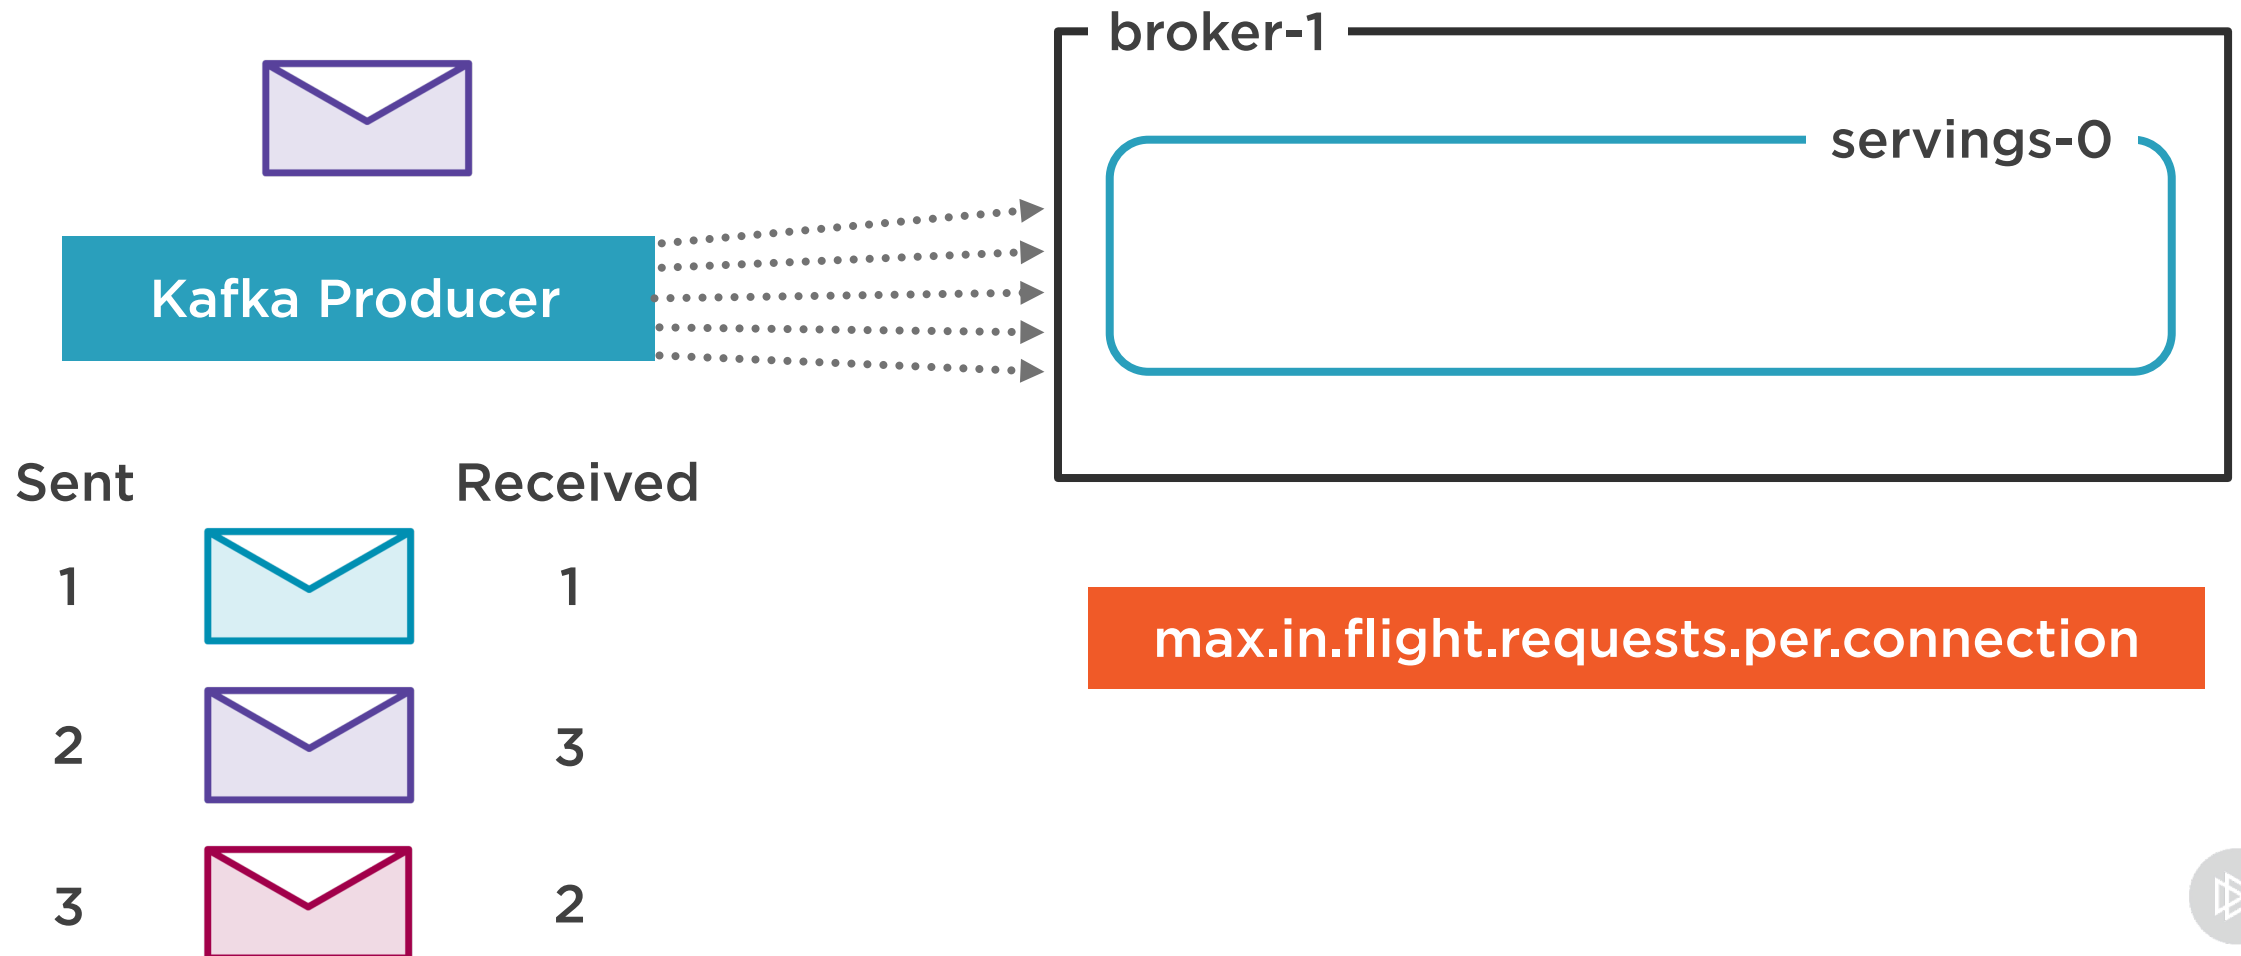 broker-1
servings-0
Kafka Producer
Sent Received
1 1
2 3
3 2
max.in.flight.requests.per.connection